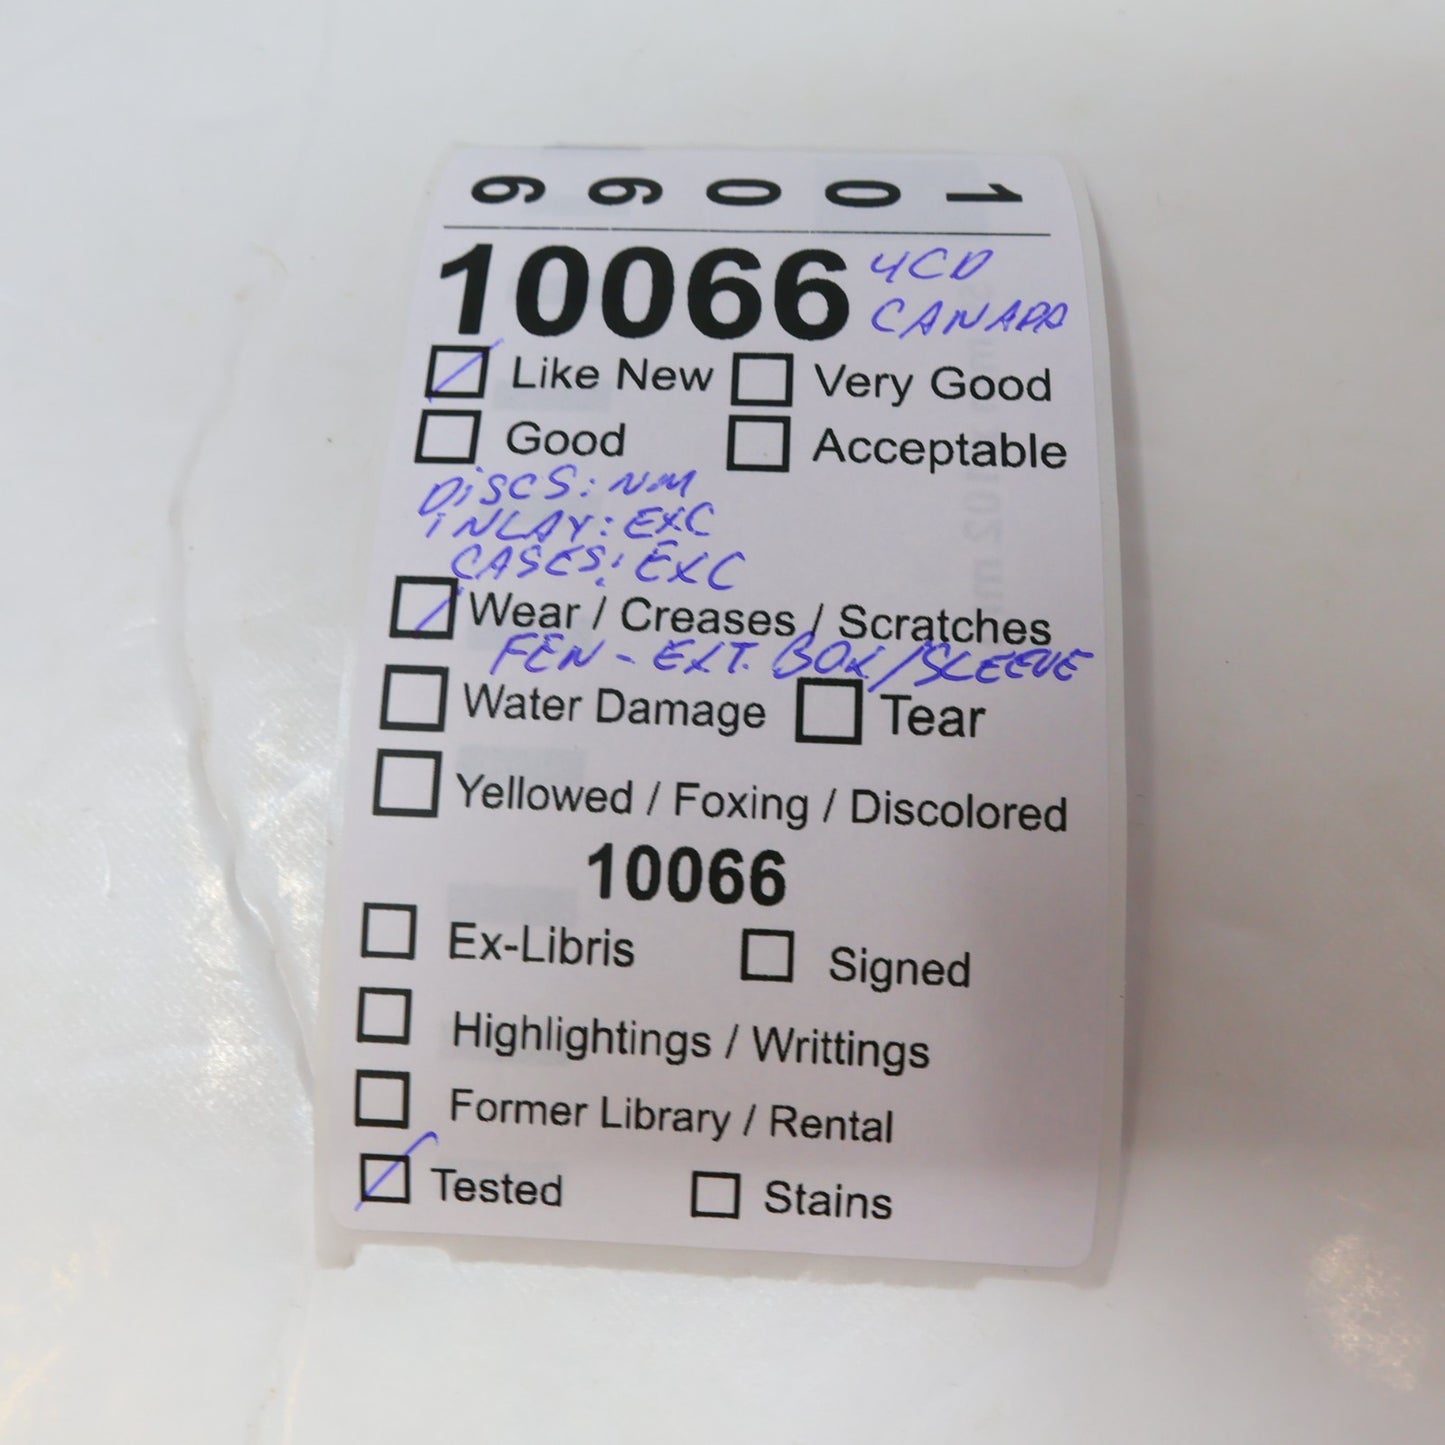 10066
10066 4CD
CANADA
Like New Very Good
Good Acceptable
DISCS: NM
INLAY: EXC
CASES: EXC
Wear / Creases / Scratches
FEW - EXT. BOX/SLEEVE
Water Damage Tear
Yellowed / Foxing / Discolored
10066
Ex-Libris Signed
Highlightings / Writtings
Former Library / Rental
Tested Stains